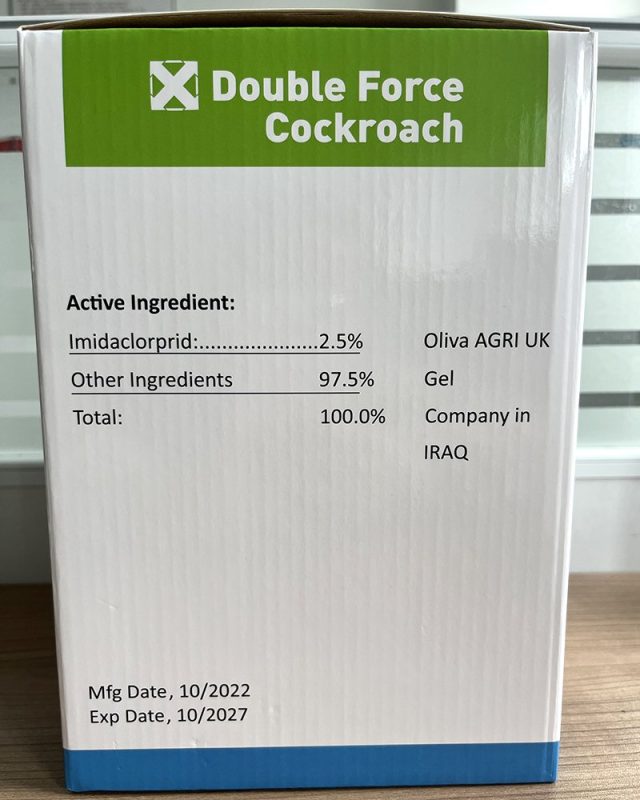 Double Force
Cockroach
Active Ingredient:
Imidaclorprid:.....................2.5%
Other Ingredients 97.5%
Total: 100.0%
Oliva AGRI UK
Gel
Company in
IRAQ
Mfg Date, 10/2022
Exp Date, 10/2027